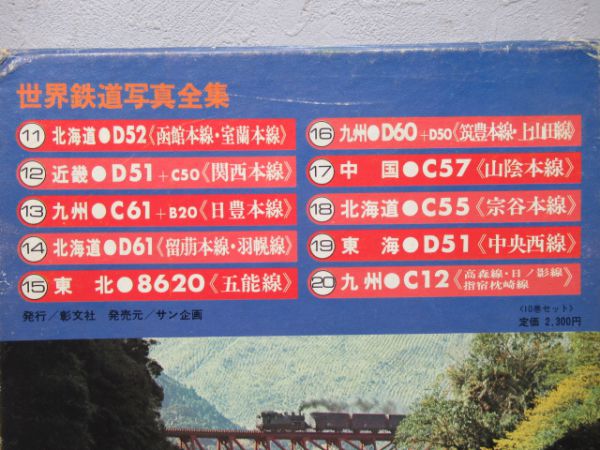 世界鉄道写真全集
11 北海道●D52《函館本線・室蘭本線》
12 近畿●D51+C50《関西本線》
13 九州●C61+B20《日豊本線》
14 北海道●D61《留萠本線・羽幌線》
15 東北●8620《五能線》
16 九州●D60+D50《筑豊本線・上山田線》
17 中国●C57《山陰本線》
18 北海道●C55《宗谷本線》
19 東海●D51《中央西線》
20 九州●C12《高森線・日ノ影線
指宿枕崎線》
発行/彰文社 発売元/サン企画
〈10巻セット〉
定価 2,300円